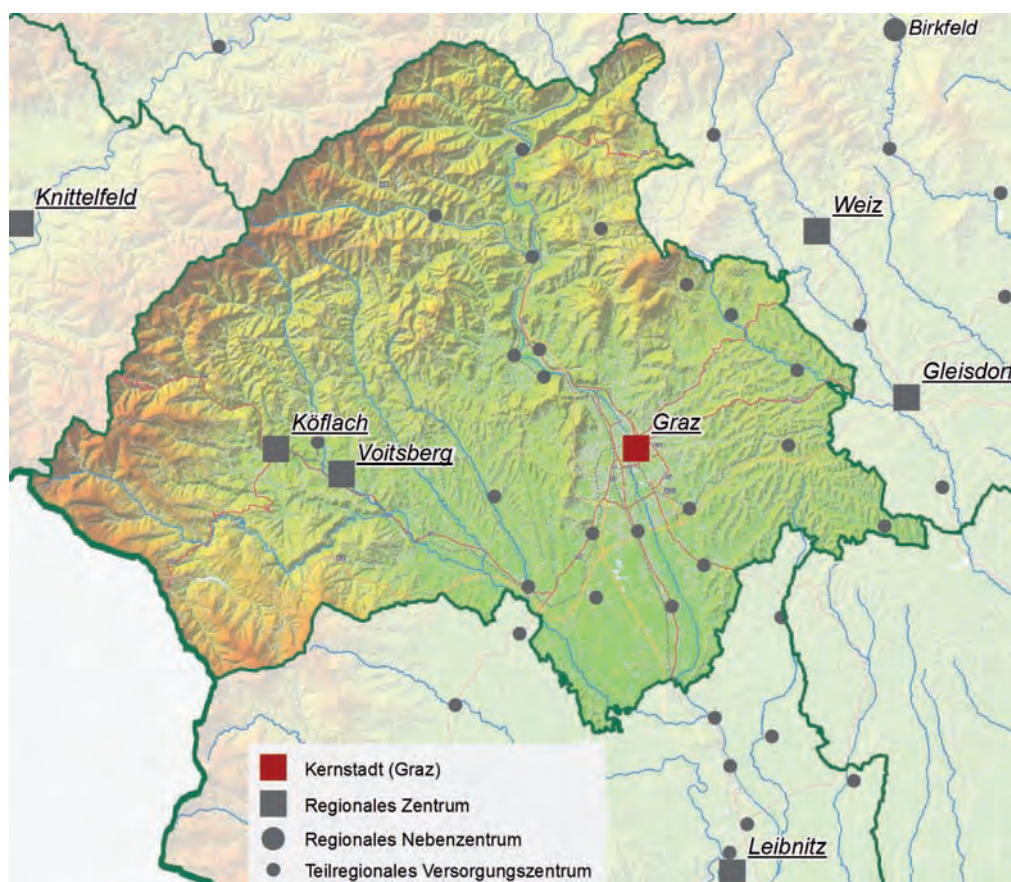 Birkfeld
Knittelfeld
Weiz
Gleisdorf
Köflach
Graz
Voitsberg
Kernstadt (Graz)
Regionales Zentrum
Regionales Nebenzentrum
Leibnitz
Teilregionales Versorgungszentrum